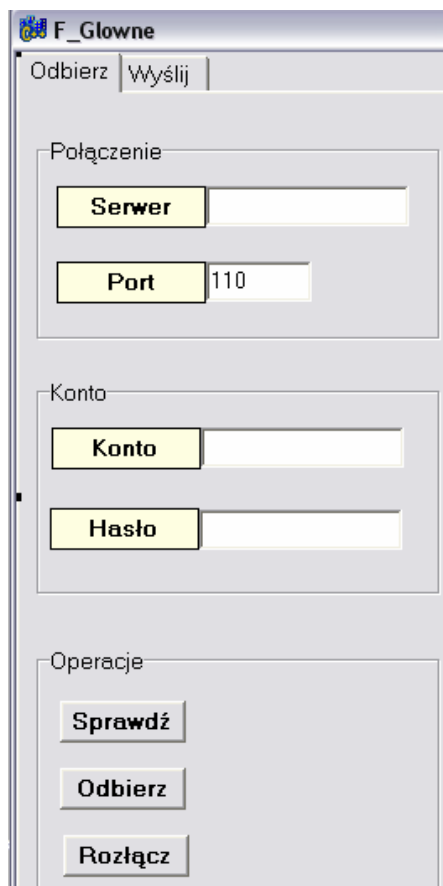 F_Glowne
Odbierz Wyślij
Połączenie
Serwer
Port 110
Konto
Konto
Hasło
Operacje
Sprawdź
Odbierz
Rozłącz